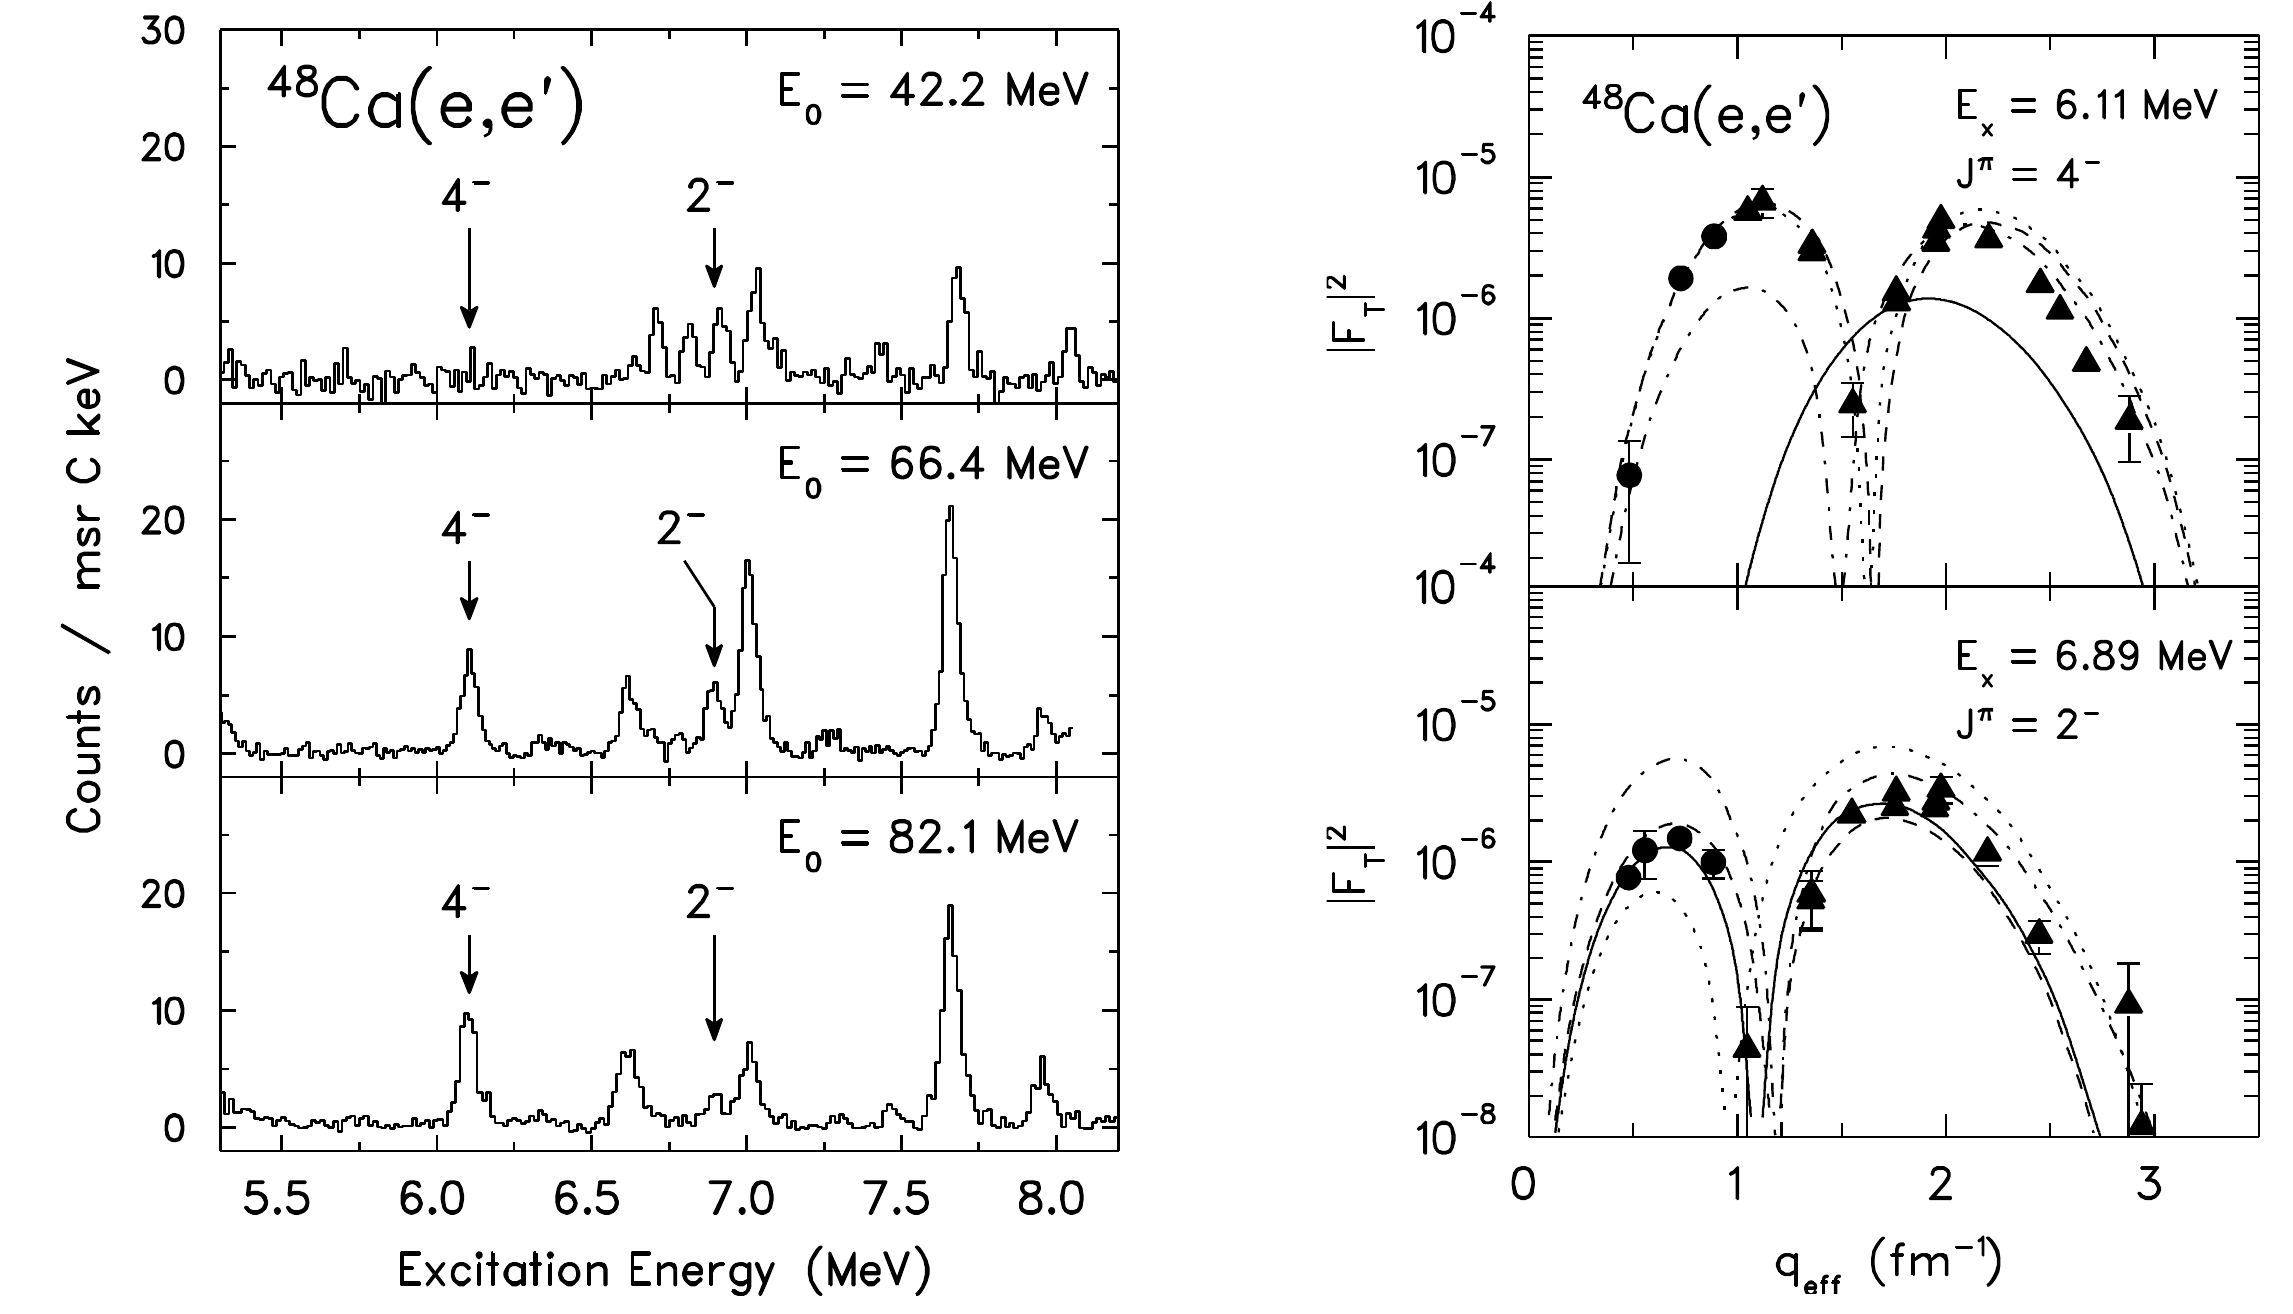 ⁴⁸Ca(e,e′)
E₀ = 42.2 MeV
30
20
10
0
4⁻
2⁻
E₀ = 66.4 MeV
20
10
0
4⁻
2⁻
E₀ = 82.1 MeV
20
10
0
4⁻
2⁻
Counts / msr C keV
5.5 6.0 6.5 7.0 7.5 8.0
Excitation Energy (MeV)
⁴⁸Ca(e,e′)
Eₓ = 6.11 MeV
Jᵖⁱ = 4⁻
10⁻⁴
10⁻⁵
10⁻⁶
10⁻⁷
|F_T|²
Eₓ = 6.89 MeV
J^π = 2⁻
10⁻⁴
10⁻⁵
10⁻⁶
10⁻⁷
10⁻⁸
|F_T|²
0 1 2 3
q_eff (fm⁻¹)